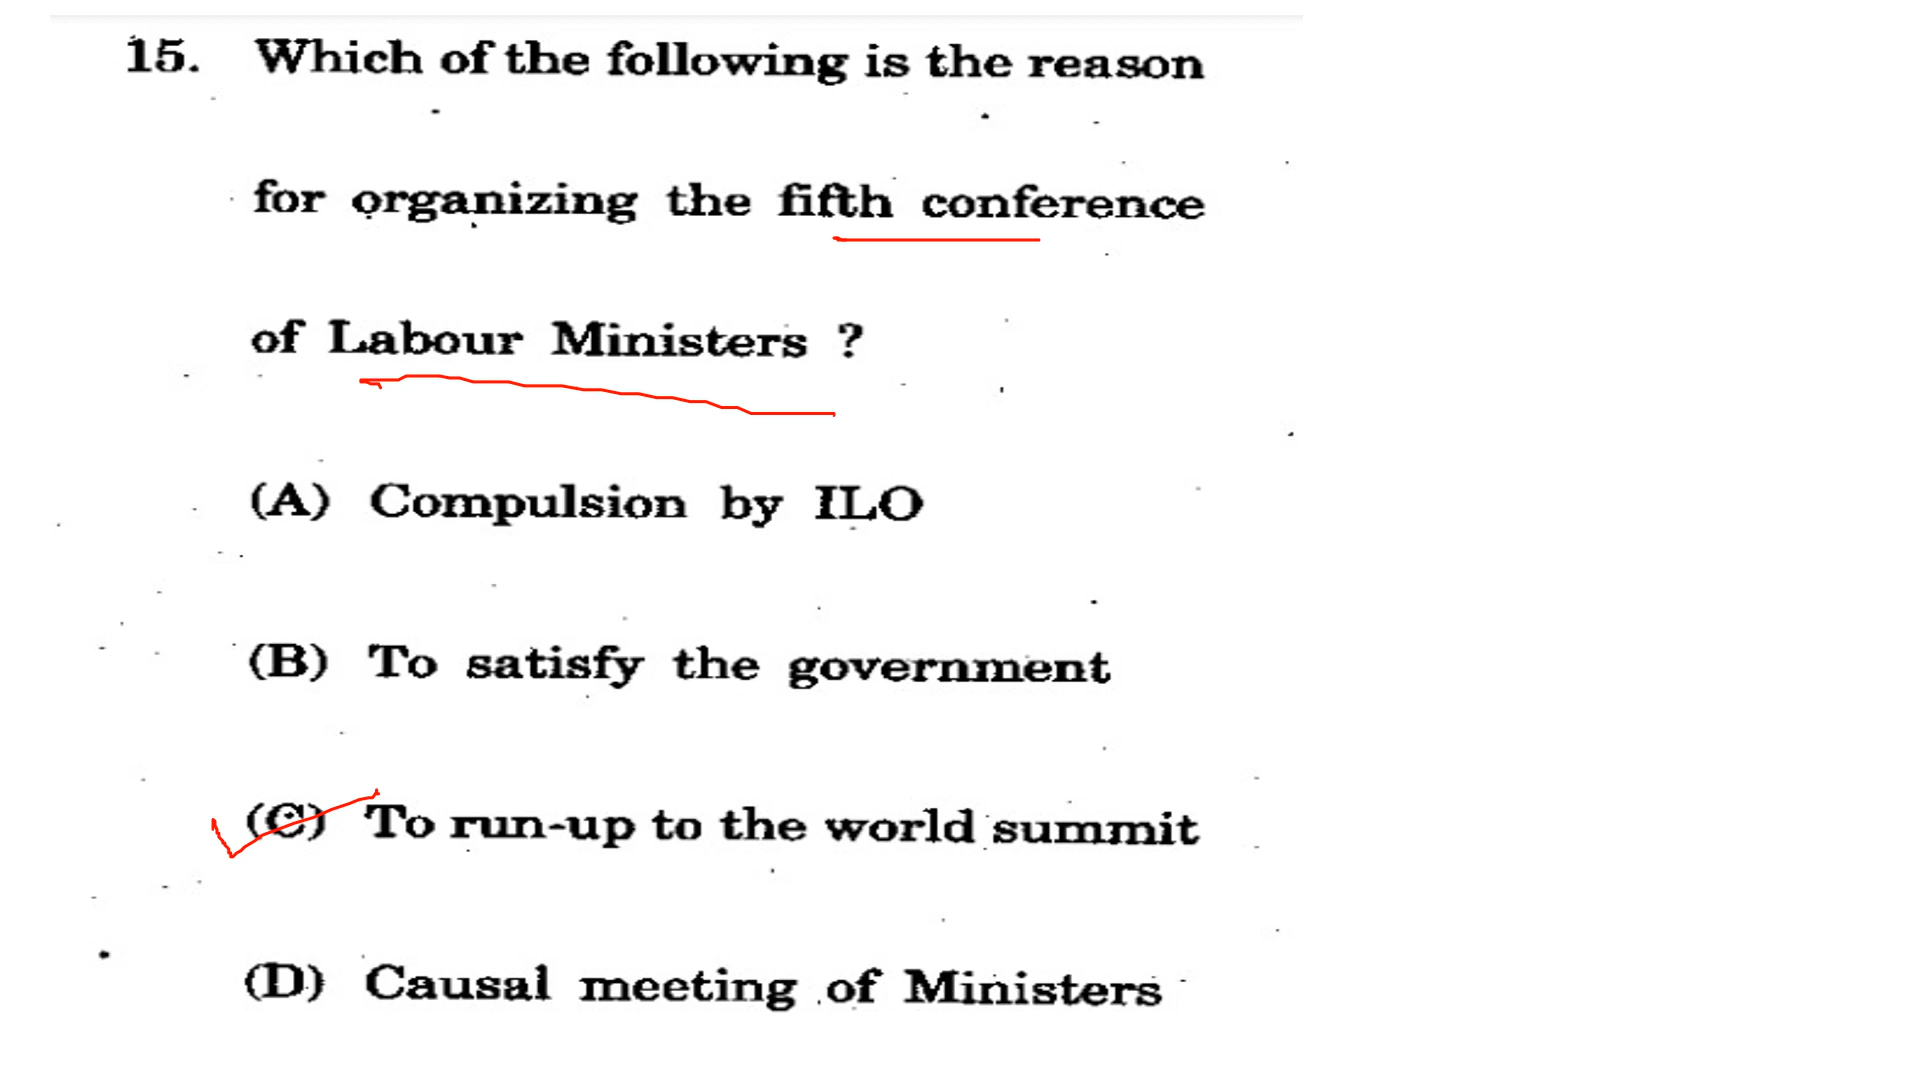 15. Which of the following is the reason
for organizing the fifth conference
of Labour Ministers ?
(A) Compulsion by ILO
(B) To satisfy the government
(C) To run-up to the world summit
(D) Causal meeting of Ministers